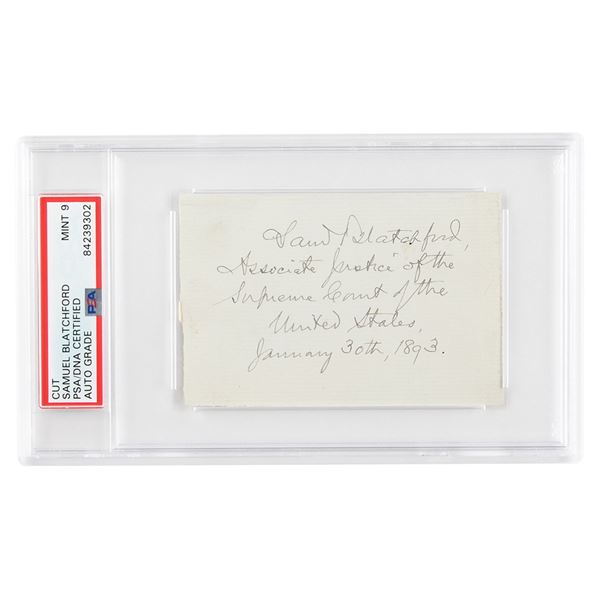 CUT
SAMUEL BLATCHFORD
PSA/DNA CERTIFIED
AUTO GRADE
MINT 9
84239302
PSA
Saml Blatchford,
Associate Justice of the
Supreme Court of the
United States,
January 30th, 1893.